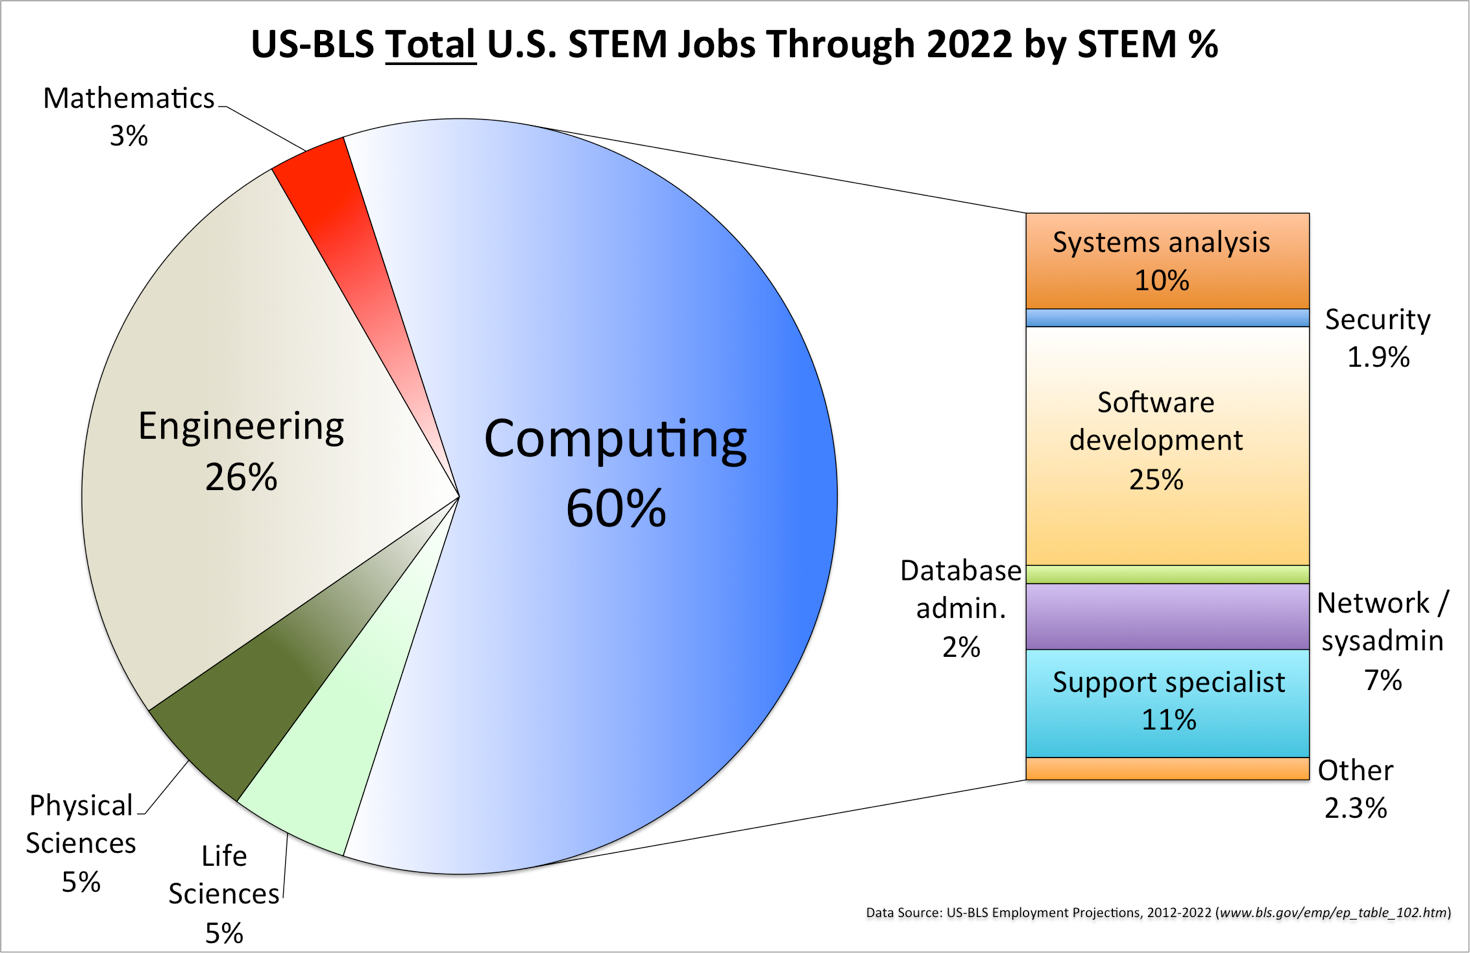 US-BLS Total U.S. STEM Jobs Through 2022 by STEM %
Mathematics
3%
Engineering
26%
Computing
60%
Physical
Sciences
5%
Life
Sciences
5%
Systems analysis
10%
Security
1.9%
Software
development
25%
Database
admin.
2%
Network /
sysadmin
7%
Support specialist
11%
Other
2.3%
Data Source: US-BLS Employment Projections, 2012-2022 (www.bls.gov/emp/ep_table_102.htm)